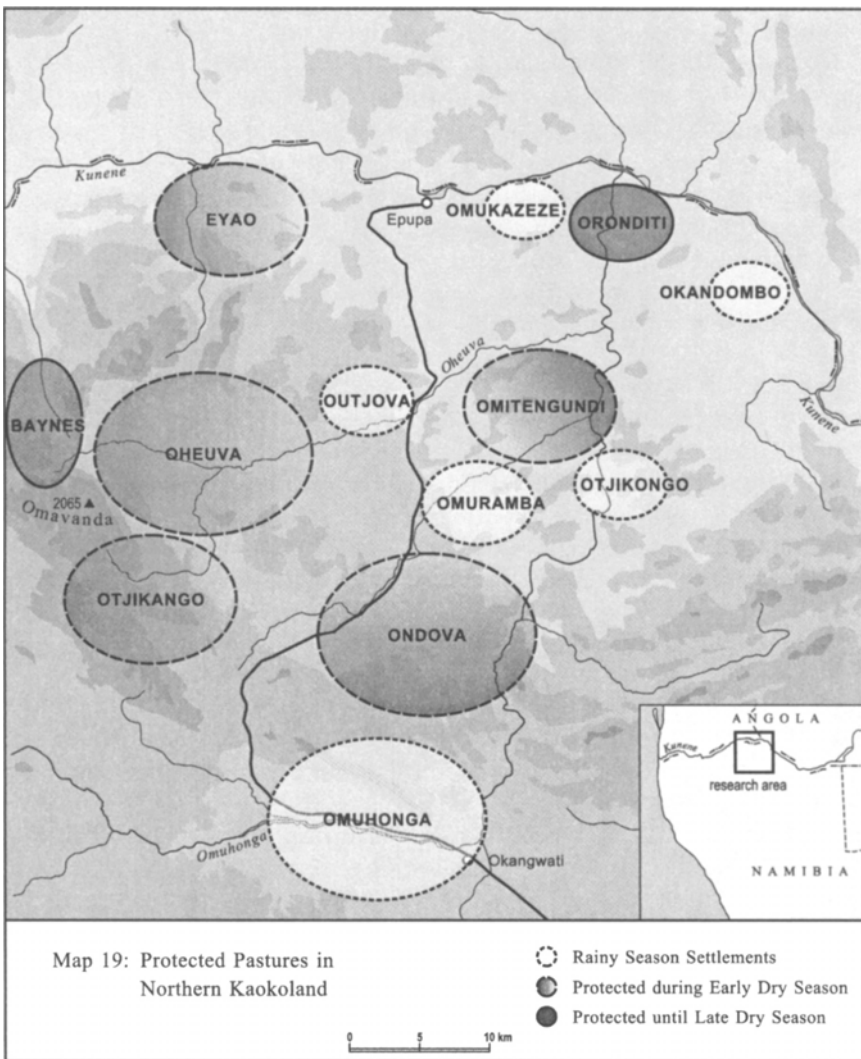 Kunene
EYAO
Epupa
OMUKAZEZE
ORONDITI
OKANDOMBO
Kunene
Oheuva
BAYNES
OUTJOVA
OMITENGUNDI
OHEUVA
OMURAMBA
OTJIKONGO
2065
Omavanda
OTJIKANGO
ONDOVA
ANGOLA
Kunene
research area
NAMIBIA
OMUHONGA
Omuhonga
Okangwati
Map 19: Protected Pastures in
Northern Kaokoland
Rainy Season Settlements
Protected during Early Dry Season
Protected until Late Dry Season
0 5 10 km